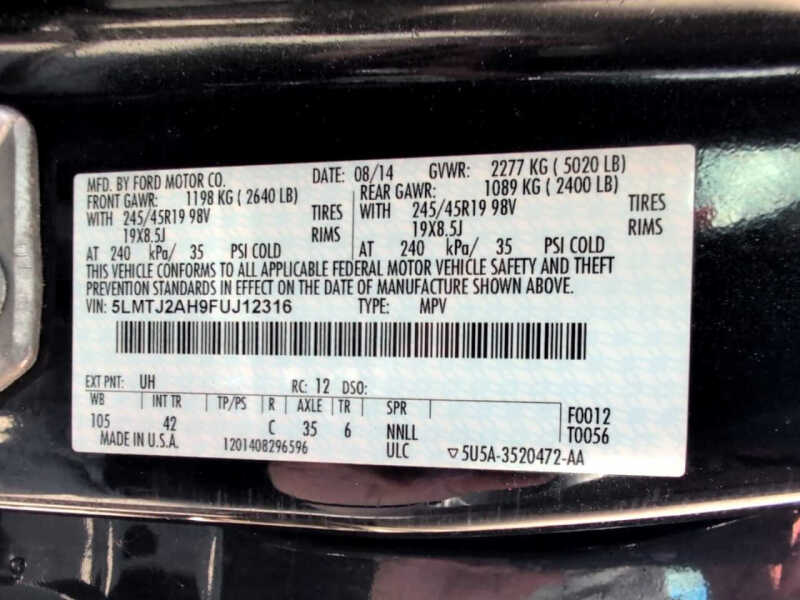 MFD. BY FORD MOTOR CO. DATE: 08/14 GVWR: 2277 KG ( 5020 LB)
FRONT GAWR: 1198 KG ( 2640 LB) REAR GAWR: 1089 KG ( 2400 LB)
WITH 245/45R19 98V TIRES WITH 245/45R19 98V TIRES
19X8.5J RIMS 19X8.5J RIMS
AT 240 kPa/ 35 PSI COLD AT 240 kPa/ 35 PSI COLD
THIS VEHICLE CONFORMS TO ALL APPLICABLE FEDERAL MOTOR VEHICLE SAFETY AND THEFT
PREVENTION STANDARDS IN EFFECT ON THE DATE OF MANUFACTURE SHOWN ABOVE.
VIN: 5LMTJ2AH9FUJ12316 TYPE: MPV
EXT PNT: UH RC: 12 DSO:
WB INT TR TP/PS R AXLE TR SPR F0012
105 42 C 35 6 NNLL T0056
MADE IN U.S.A. 1201408296596 ULC ▽5U5A-3520472-AA